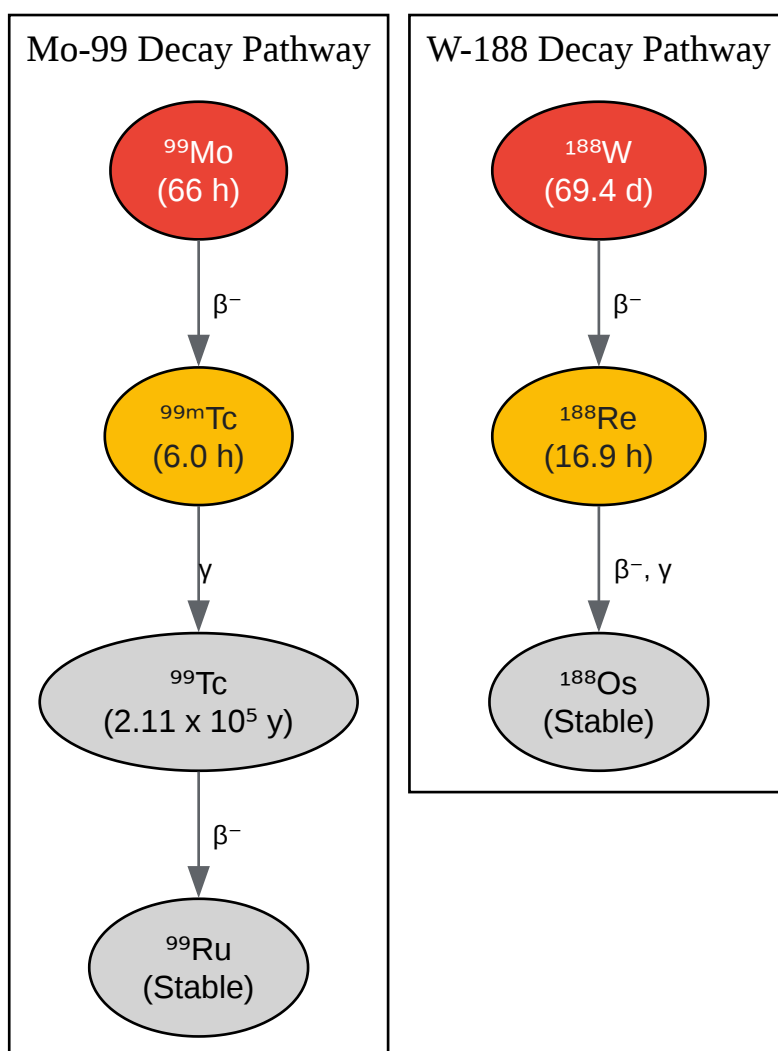 Mo-99 Decay Pathway
⁹⁹Mo
(66 h)
β⁻
⁹⁹ᵐTc
(6.0 h)
γ
⁹⁹Tc
(2.11 x 10⁵ y)
β⁻
⁹⁹Ru
(Stable)
W-188 Decay Pathway
¹⁸⁸W
(69.4 d)
β⁻
¹⁸⁸Re
(16.9 h)
β⁻, γ
¹⁸⁸Os
(Stable)